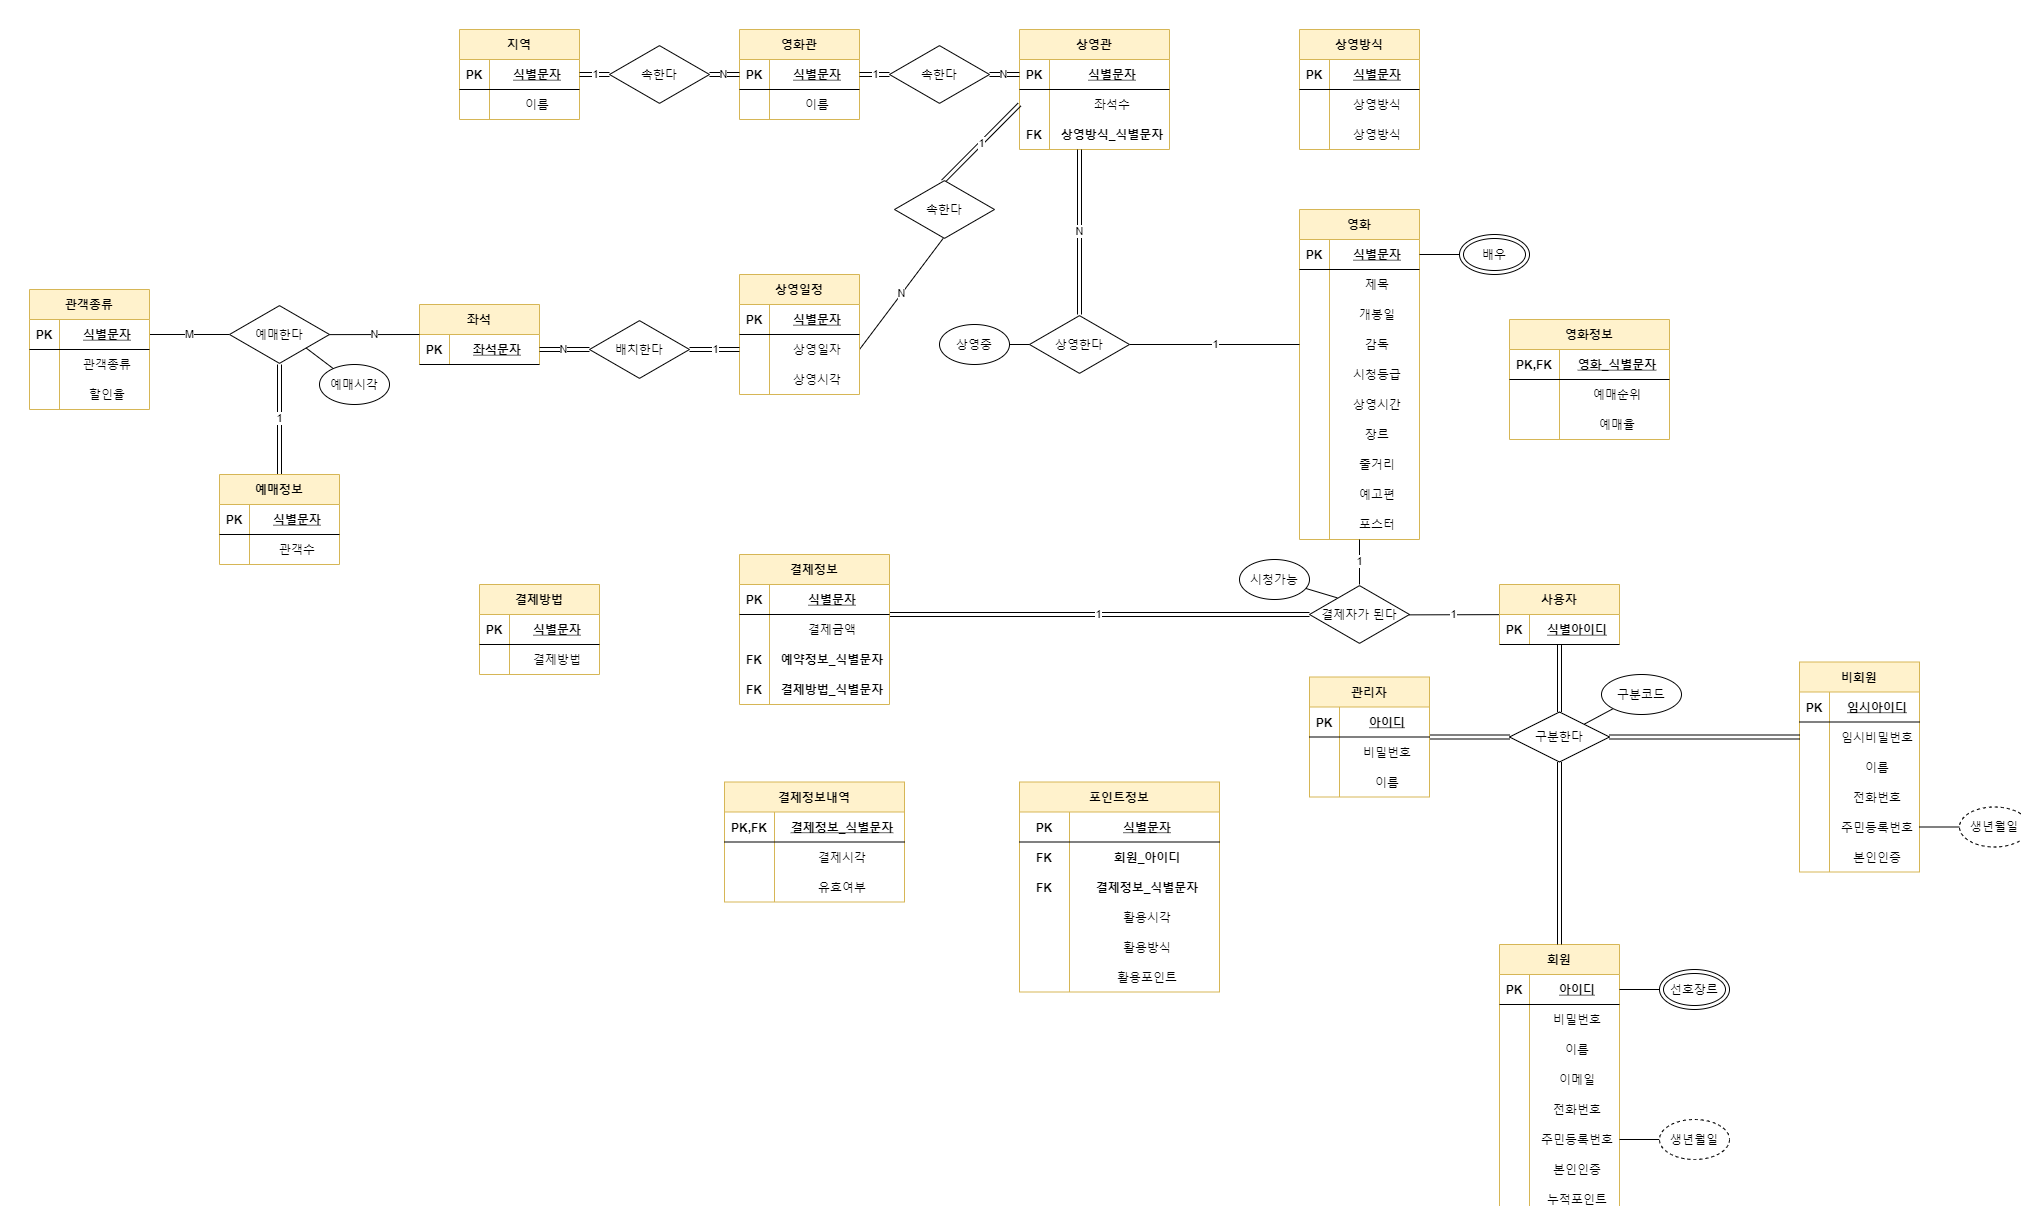 지역
PK 식별문자
이름
1
속한다
N
영화관
PK 식별문자
이름
1
속한다
N
상영관
PK 식별문자
좌석수
FK 상영방식_식별문자
상영방식
PK 식별문자
상영방식
상영방식
1
속한다
N
N
영화
PK 식별문자
제목
개봉일
감독
시청등급
상영시간
장르
줄거리
예고편
포스터
배우
관객종류
PK 식별문자
관객종류
할인율
M
예매한다
N
예매시각
좌석
PK 좌석문자
N
배치한다
1
상영일정
PK 식별문자
상영일자
상영시각
상영중
상영한다
1
영화정보
PK,FK 영화_식별문자
예매순위
예매율
1
예매정보
PK 식별문자
관객수
결제방법
PK 식별문자
결제방법
결제정보
PK 식별문자
결제금액
FK 예약정보_식별문자
FK 결제방법_식별문자
1
시청가능
1
결제자가 된다
1
사용자
PK 식별아이디
관리자
PK 아이디
비밀번호
이름
구분코드
구분한다
비회원
PK 임시아이디
임시비밀번호
이름
전화번호
주민등록번호
본인인증
생년월일
결제정보내역
PK,FK 결제정보_식별문자
결제시각
유효여부
포인트정보
PK 식별문자
FK 회원_아이디
FK 결제정보_식별문자
활용시각
활용방식
활용포인트
회원
PK 아이디
비밀번호
이름
이메일
전화번호
주민등록번호
본인인증
누적포인트
선호장르
생년월일